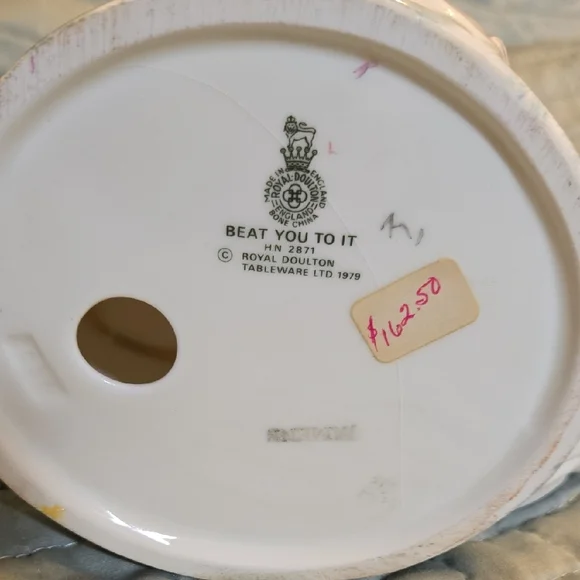 MADE IN ENGLAND
ROYAL·DOULTON
ENGLAND
BONE CHINA
BEAT YOU TO IT
HN 2871
© ROYAL DOULTON
TABLEWARE LTD 1979
$162.50